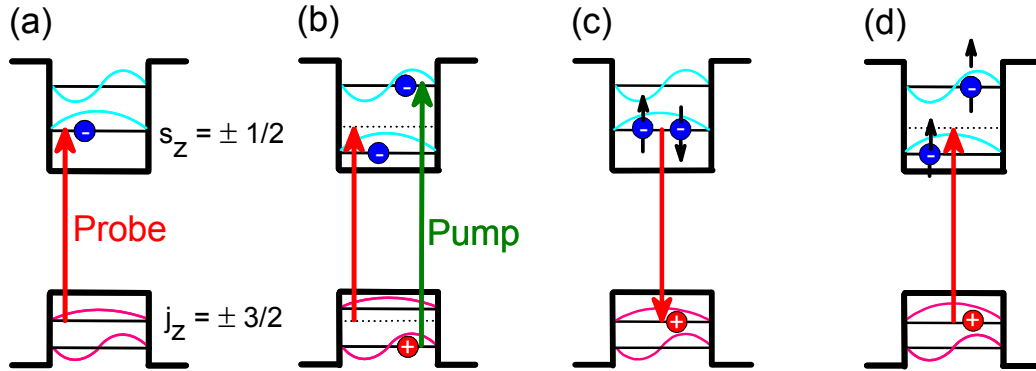 (a)
(b)
(c)
(d)
s_z = ± 1/2
Probe
Pump
j_z = ± 3/2
-
-
-
-
-
-
-
+
+
+